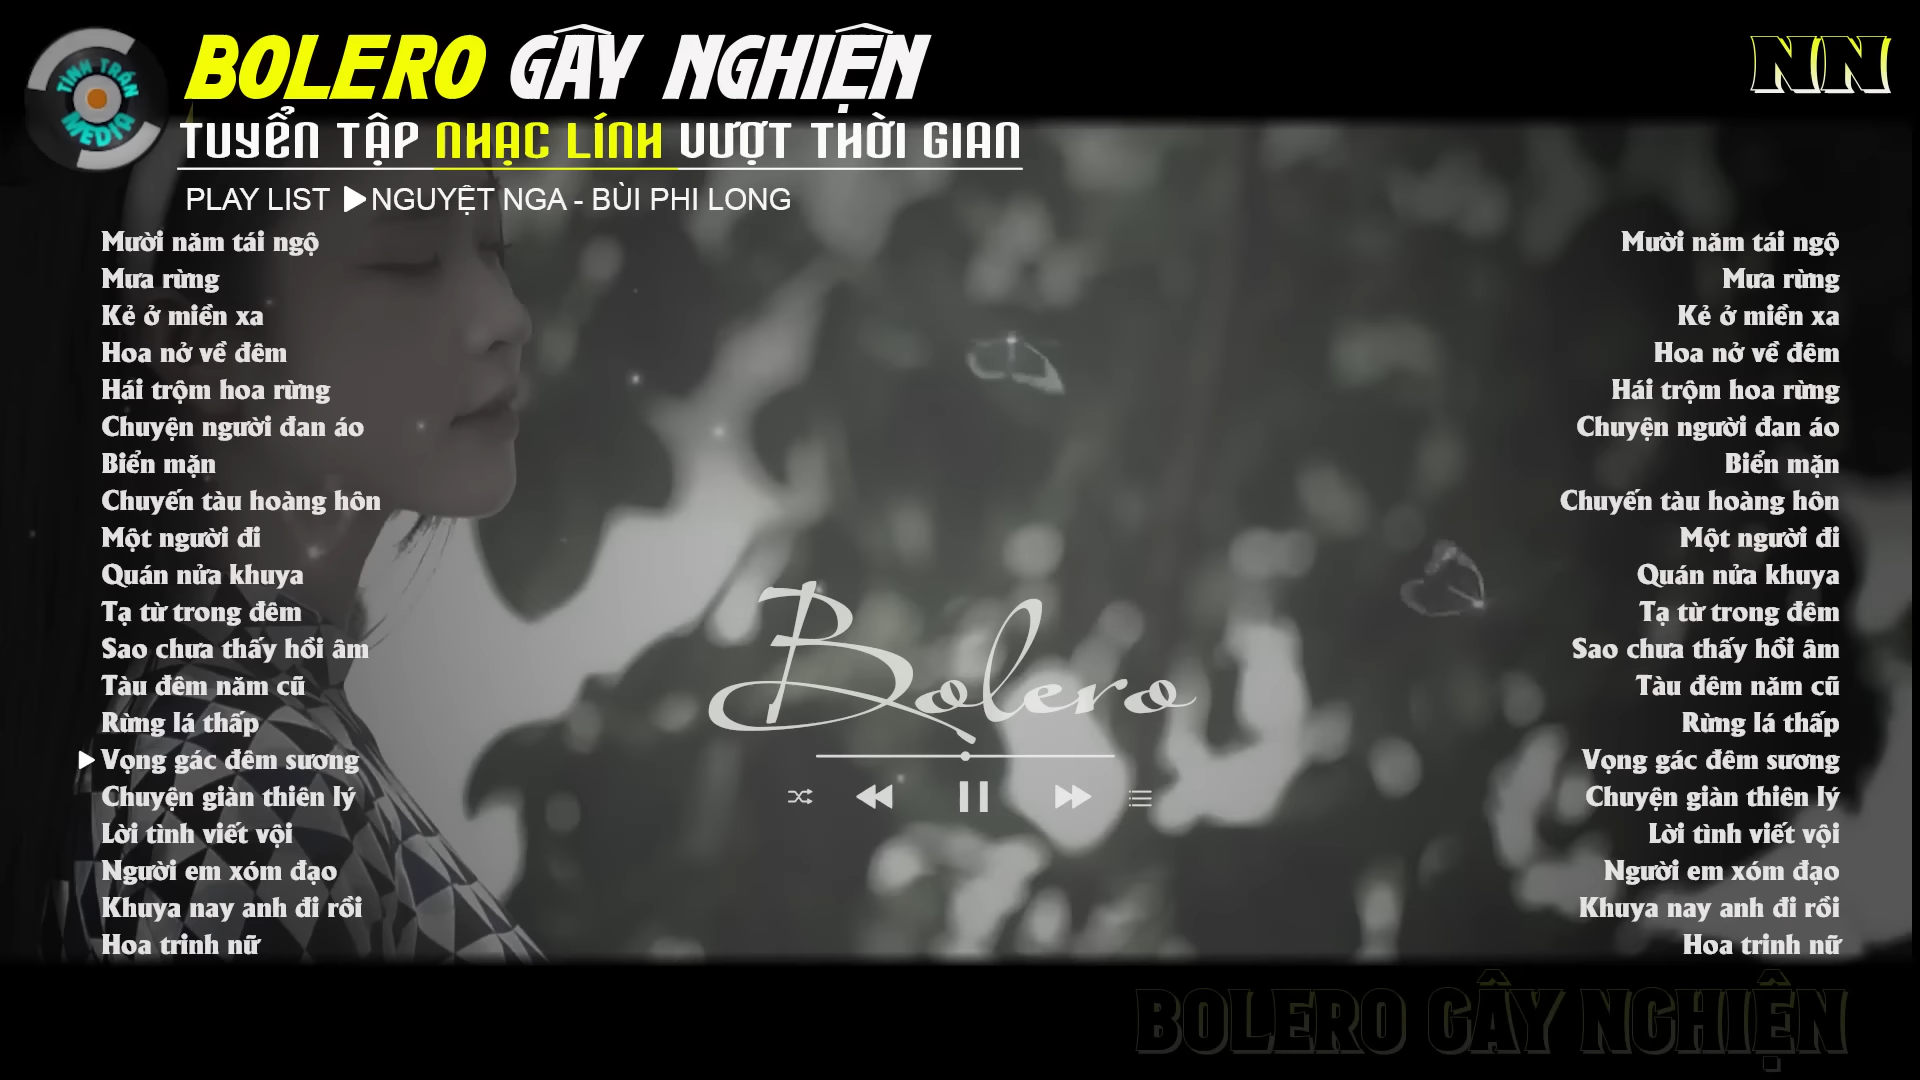 TÌNH TRẦN
MEDIA
BOLERO GÂY NGHIỆN
NN
TUYỂN TẬP NHẠC LÍNH VƯỢT THỜI GIAN
PLAY LIST ▶NGUYỆT NGA - BÙI PHI LONG
Mười năm tái ngộ
Mưa rừng
Kẻ ở miền xa
Hoa nở về đêm
Hái trộm hoa rừng
Chuyện người đan áo
Biển mặn
Chuyến tàu hoàng hôn
Một người đi
Quán nửa khuya
Tạ từ trong đêm
Sao chưa thấy hồi âm
Tàu đêm năm cũ
Rừng lá thấp
Vọng gác đêm sương
Chuyện giàn thiên lý
Lời tình viết vội
Người em xóm đạo
Khuya nay anh đi rồi
Hoa trinh nữ
Bolero
Mười năm tái ngộ
Mưa rừng
Kẻ ở miền xa
Hoa nở về đêm
Hái trộm hoa rừng
Chuyện người đan áo
Biển mặn
Chuyến tàu hoàng hôn
Một người đi
Quán nửa khuya
Tạ từ trong đêm
Sao chưa thấy hồi âm
Tàu đêm năm cũ
Rừng lá thấp
Vọng gác đêm sương
Chuyện giàn thiên lý
Lời tình viết vội
Người em xóm đạo
Khuya nay anh đi rồi
Hoa trinh nữ
BOLERO GÂY NGHIỆN